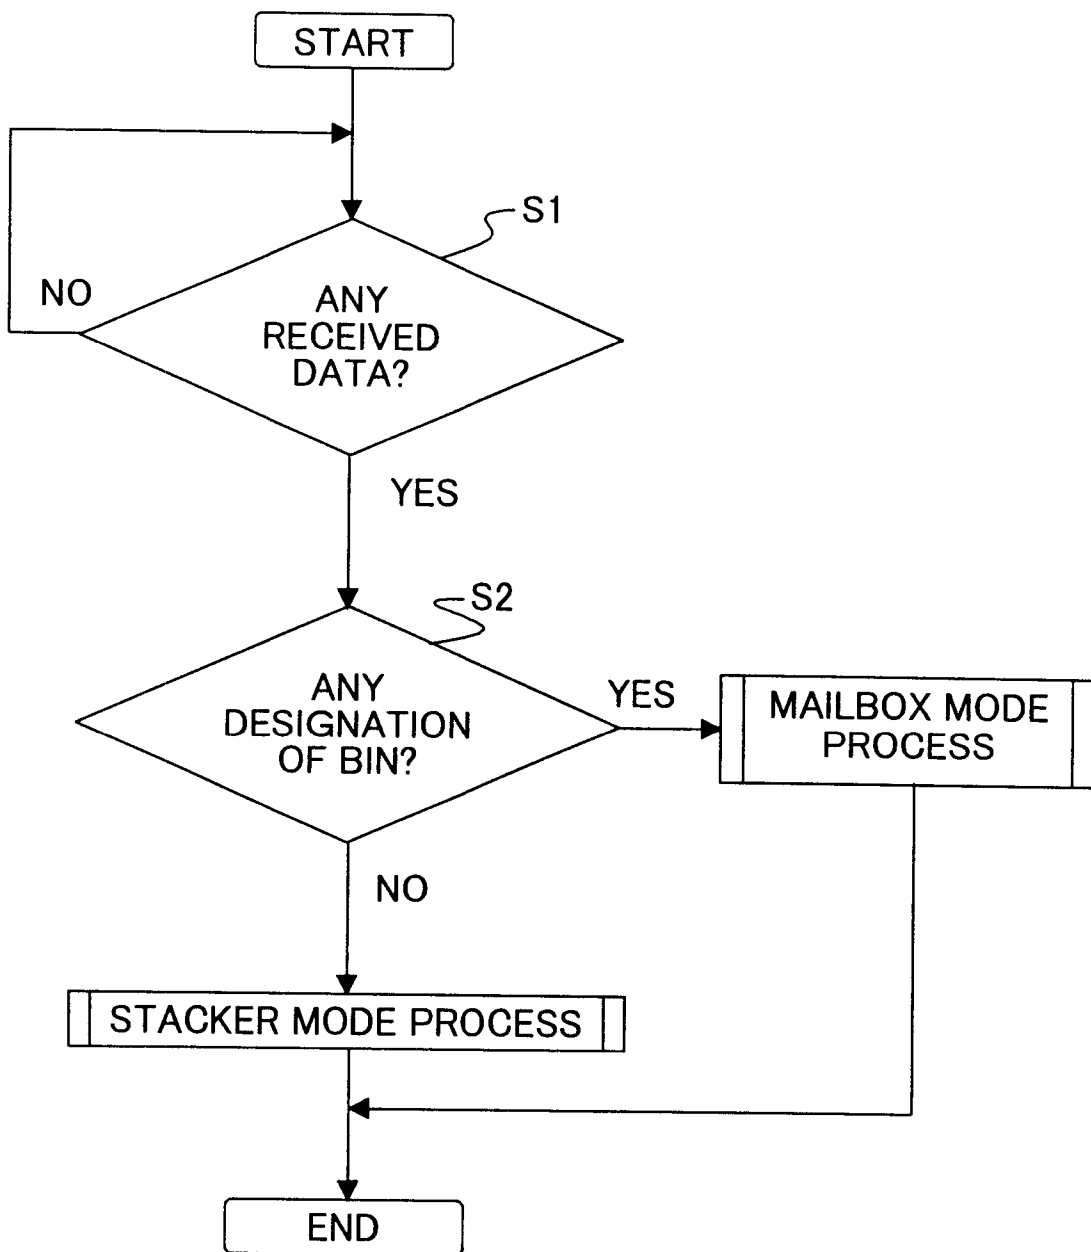 START
S1
NO
ANY
RECEIVED
DATA?
YES
S2
ANY
DESIGNATION
OF BIN?
YES
MAILBOX MODE
PROCESS
NO
STACKER MODE PROCESS
END